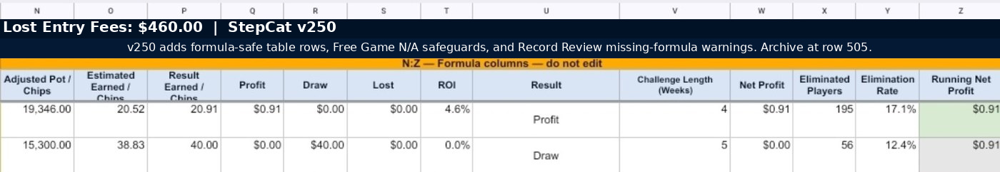 N O P Q R S T U V W X Y Z
Lost Entry Fees: $460.00 | StepCat v250
v250 adds formula-safe table rows, Free Game N/A safeguards, and Record Review missing-formula warnings. Archive at row 505.
N:Z — Formula columns — do not edit
Adjusted Pot / Chips Estimated Earned / Chips Result Earned / Chips Profit Draw Lost ROI Result Challenge Length (Weeks) Net Profit Eliminated Players Elimination Rate Running Net Profit
19,346.00 20.52 20.91 $0.91 $0.00 $0.00 4.6% Profit 4 $0.91 195 17.1% $0.91
15,300.00 38.83 40.00 $0.00 $40.00 $0.00 0.0% Draw 5 $0.00 56 12.4% $0.91